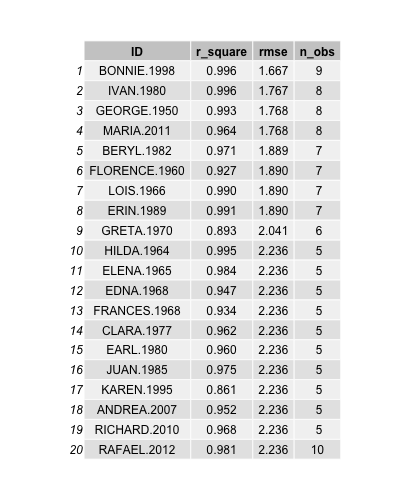 ID r_square rmse n_obs
1 BONNIE.1998 0.996 1.667 9
2 IVAN.1980 0.996 1.767 8
3 GEORGE.1950 0.993 1.768 8
4 MARIA.2011 0.964 1.768 8
5 BERYL.1982 0.971 1.889 7
6 FLORENCE.1960 0.927 1.890 7
7 LOIS.1966 0.990 1.890 7
8 ERIN.1989 0.991 1.890 7
9 GRETA.1970 0.893 2.041 6
10 HILDA.1964 0.995 2.236 5
11 ELENA.1965 0.984 2.236 5
12 EDNA.1968 0.947 2.236 5
13 FRANCES.1968 0.934 2.236 5
14 CLARA.1977 0.962 2.236 5
15 EARL.1980 0.960 2.236 5
16 JUAN.1985 0.975 2.236 5
17 KAREN.1995 0.861 2.236 5
18 ANDREA.2007 0.952 2.236 5
19 RICHARD.2010 0.968 2.236 5
20 RAFAEL.2012 0.981 2.236 10